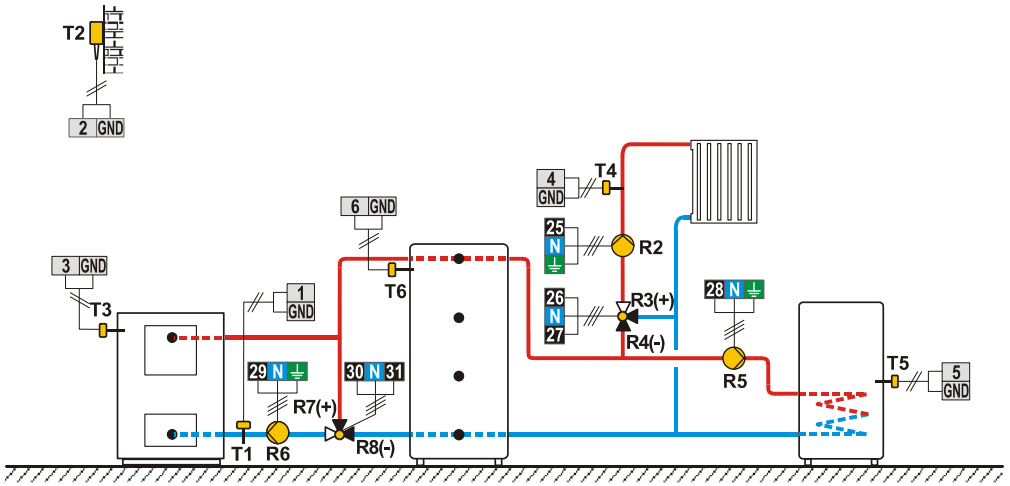 T2
2 GND
4
GND
T4
6 GND
25
N
R2
3 GND
T3
1
GND
T6
26
N
27
R3(+)
R4(-)
28 N
R5
T5
5
GND
29 N
30 N 31
R7(+)
T1
R6
R8(-)